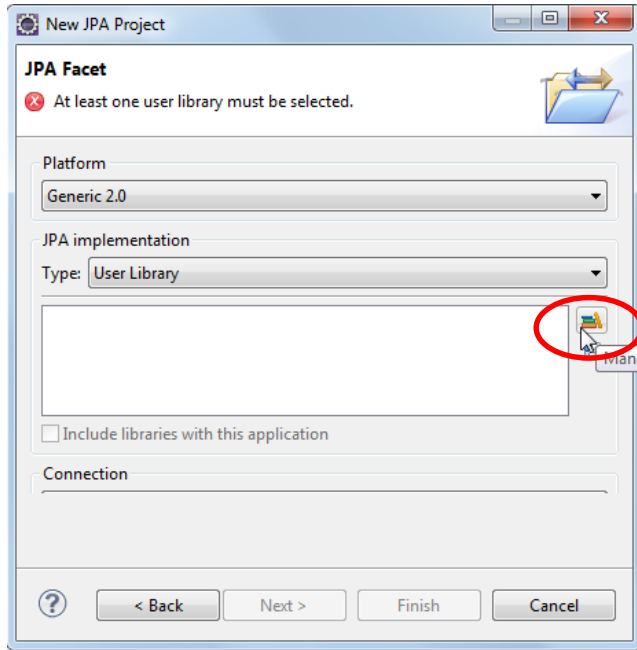 New JPA Project
JPA Facet
At least one user library must be selected.
Platform
Generic 2.0
JPA implementation
Type: User Library
Include libraries with this application
Connection
< Back Next > Finish Cancel